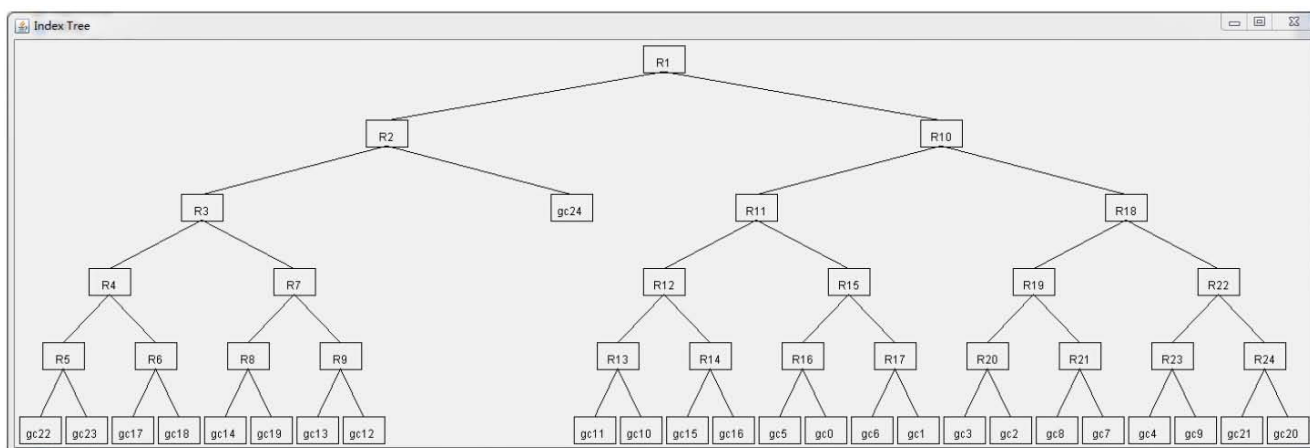 Index Tree
R1
R2 R10
R3 gc24 R11 R18
R4 R7 R12 R15 R19 R22
R5 R6 R8 R9 R13 R14 R16 R17 R20 R21 R23 R24
gc22 gc23 gc17 gc18 gc14 gc19 gc13 gc12 gc11 gc10 gc15 gc16 gc5 gc0 gc6 gc1 gc3 gc2 gc8 gc7 gc4 gc9 gc21 gc20